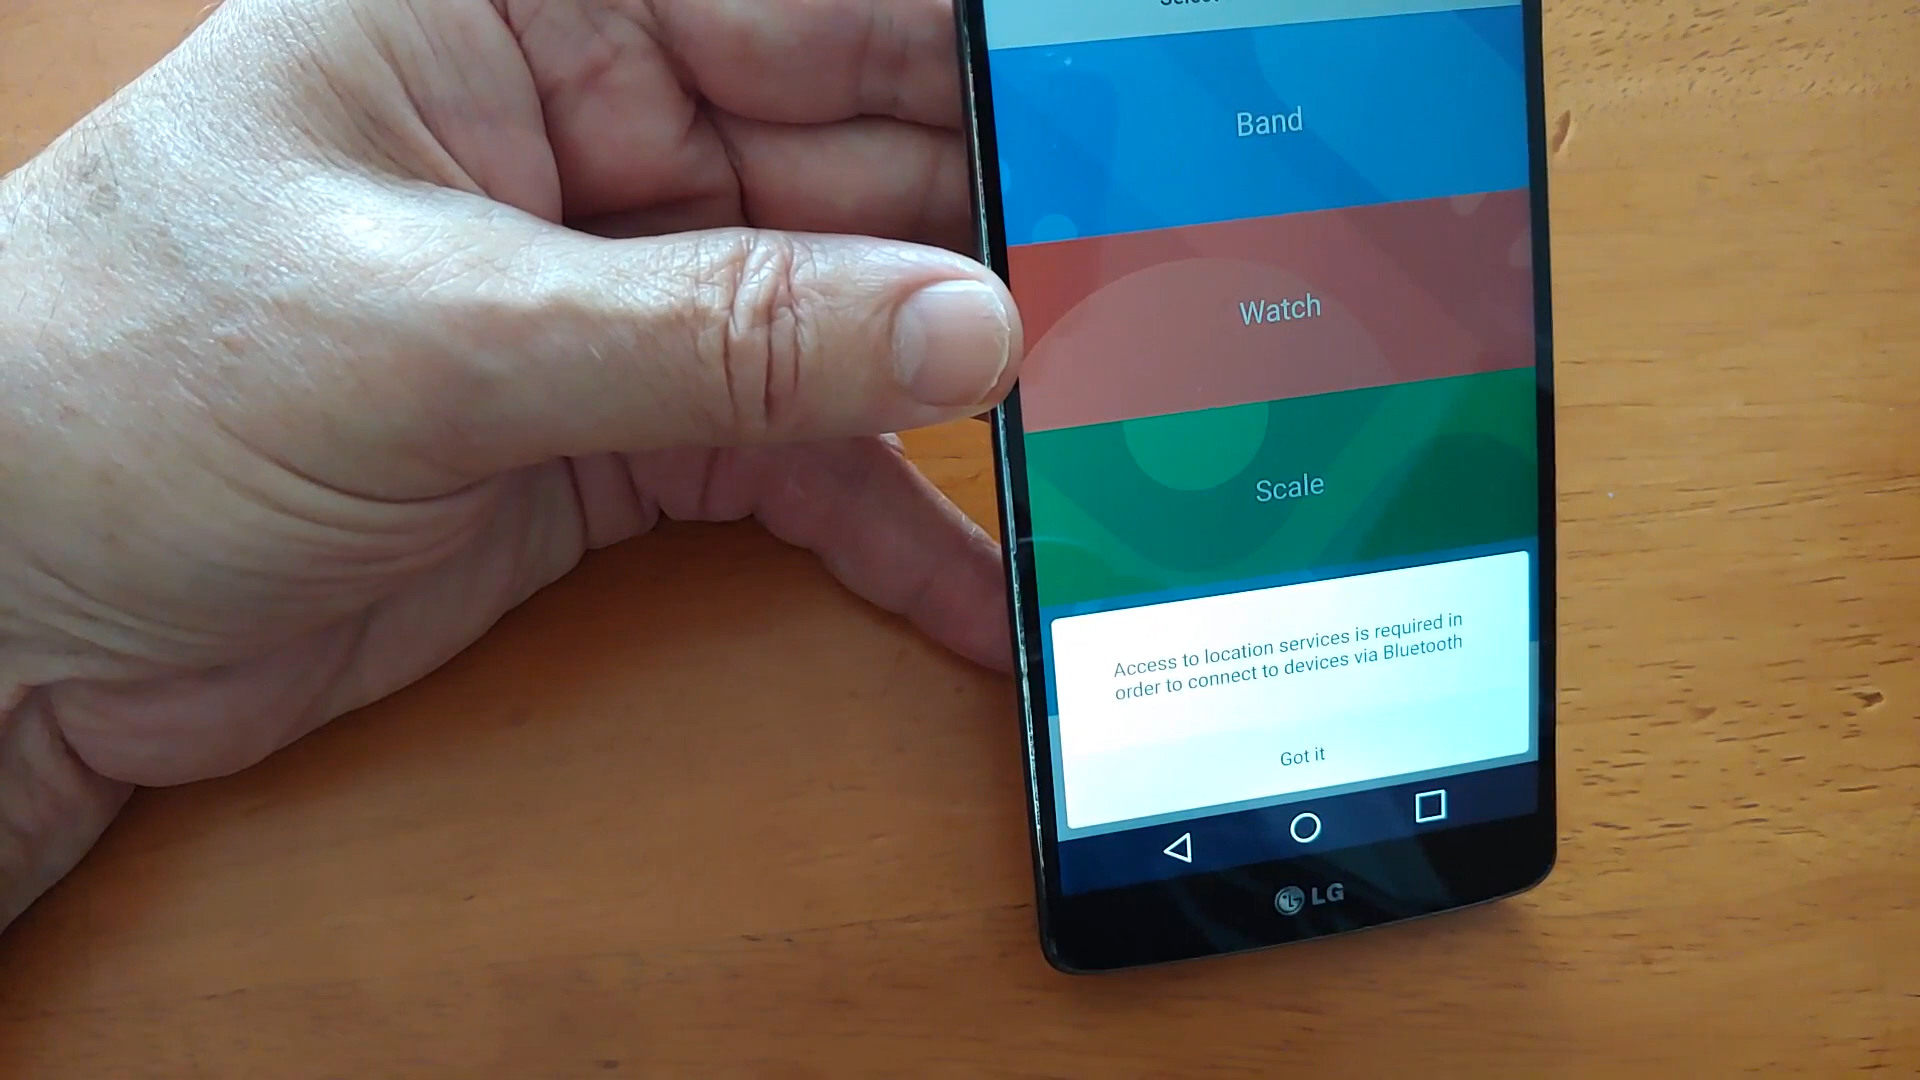 Select
Band
Watch
Scale
Access to location services is required in
order to connect to devices via Bluetooth
Got it
LG